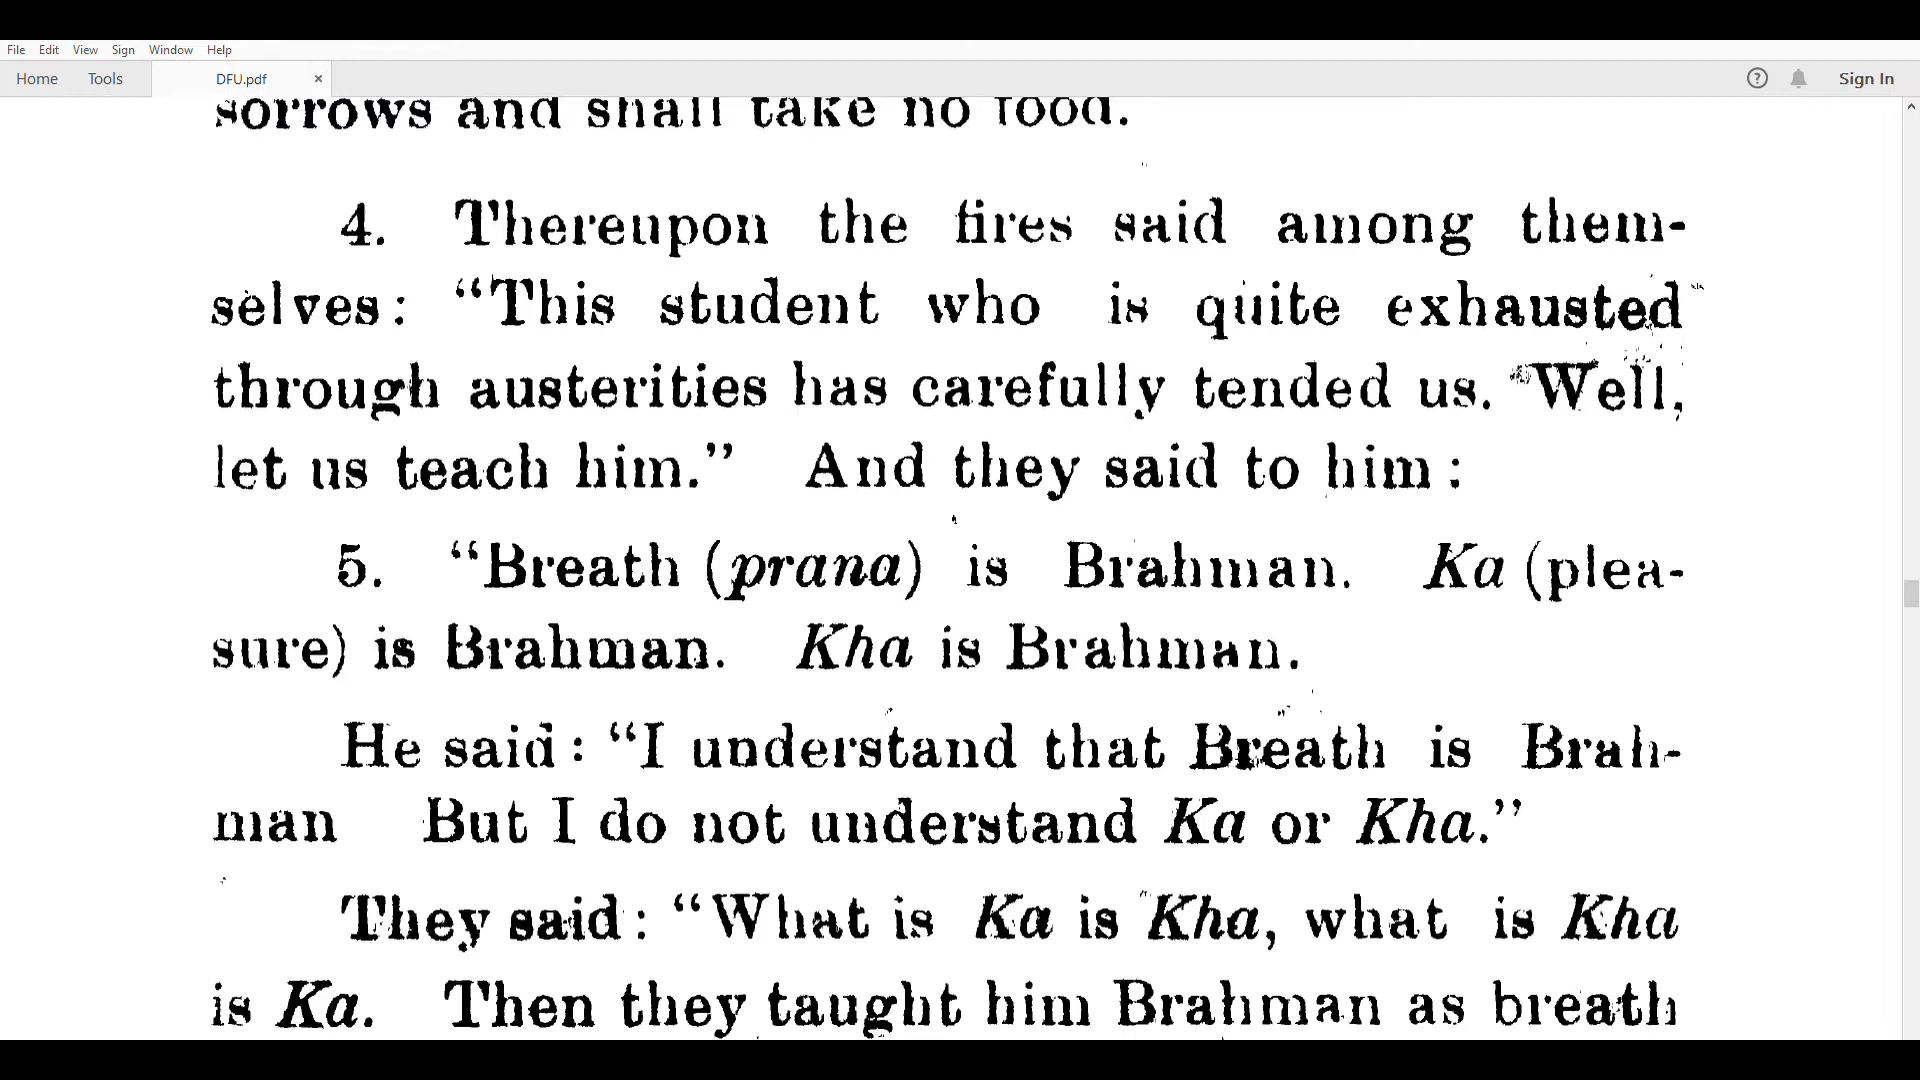 File Edit View Sign Window Help
Home Tools DFU.pdf × ? Sign In
sorrows and shall take no food.
4. Thereupon the fires said among them-
selves: “This student who is quite exhausted
through austerities has carefully tended us. Well,
let us teach him.” And they said to him:
5. “Breath (prana) is Brahman. Ka (plea-
sure) is Brahman. Kha is Brahman.
He said: “I understand that Breath is Brah-
man But I do not understand Ka or Kha.”
They said: “What is Ka is Kha, what is Kha
is Ka. Then they taught him Brahman as breath